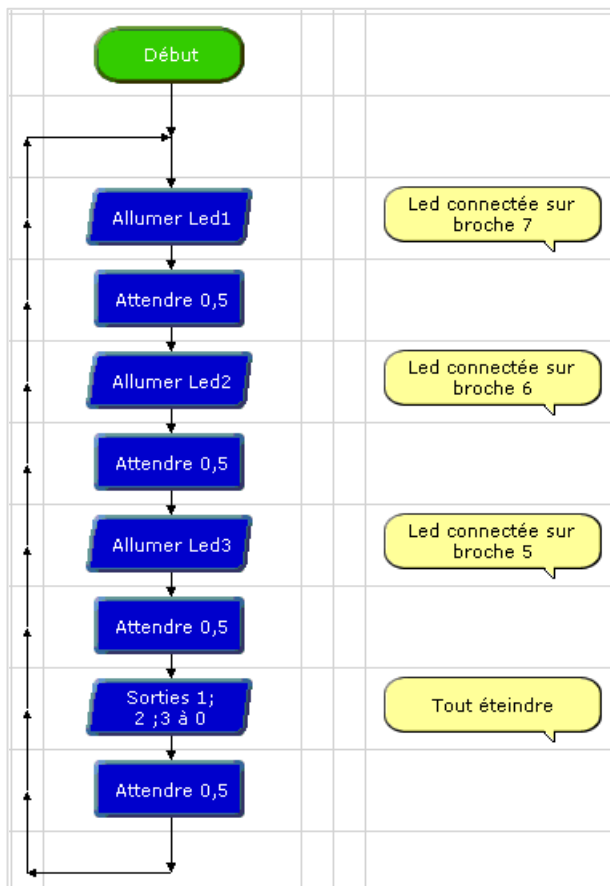 Début
Allumer Led1
Led connectée sur
broche 7
Attendre 0,5
Allumer Led2
Led connectée sur
broche 6
Attendre 0,5
Allumer Led3
Led connectée sur
broche 5
Attendre 0,5
Sorties 1;
2 ;3 à 0
Tout éteindre
Attendre 0,5